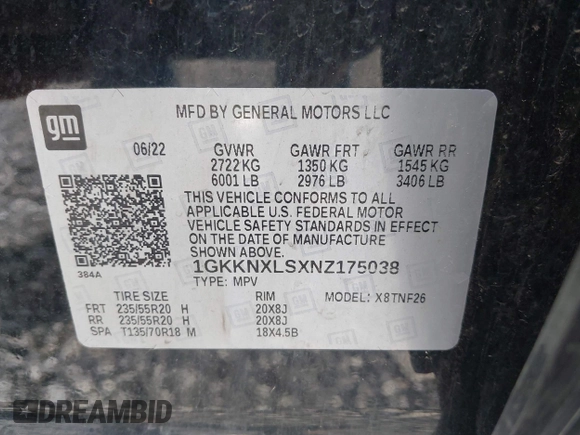 gm
MFD BY GENERAL MOTORS LLC
06/22 GVWR GAWR FRT GAWR RR
2722 KG 1350 KG 1545 KG
6001 LB 2976 LB 3406 LB
THIS VEHICLE CONFORMS TO ALL
APPLICABLE U.S. FEDERAL MOTOR
VEHICLE SAFETY STANDARDS IN EFFECT
ON THE DATE OF MANUFACTURE
SHOWN ABOVE.
384A
1GKKNXLSXNZ175038
TYPE: MPV
TIRE SIZE RIM MODEL: X8TNF26
FRT 235/55R20 H 20X8J
RR 235/55R20 H 20X8J
SPA T135/70R18 M 18X4.5B
DREAMBID